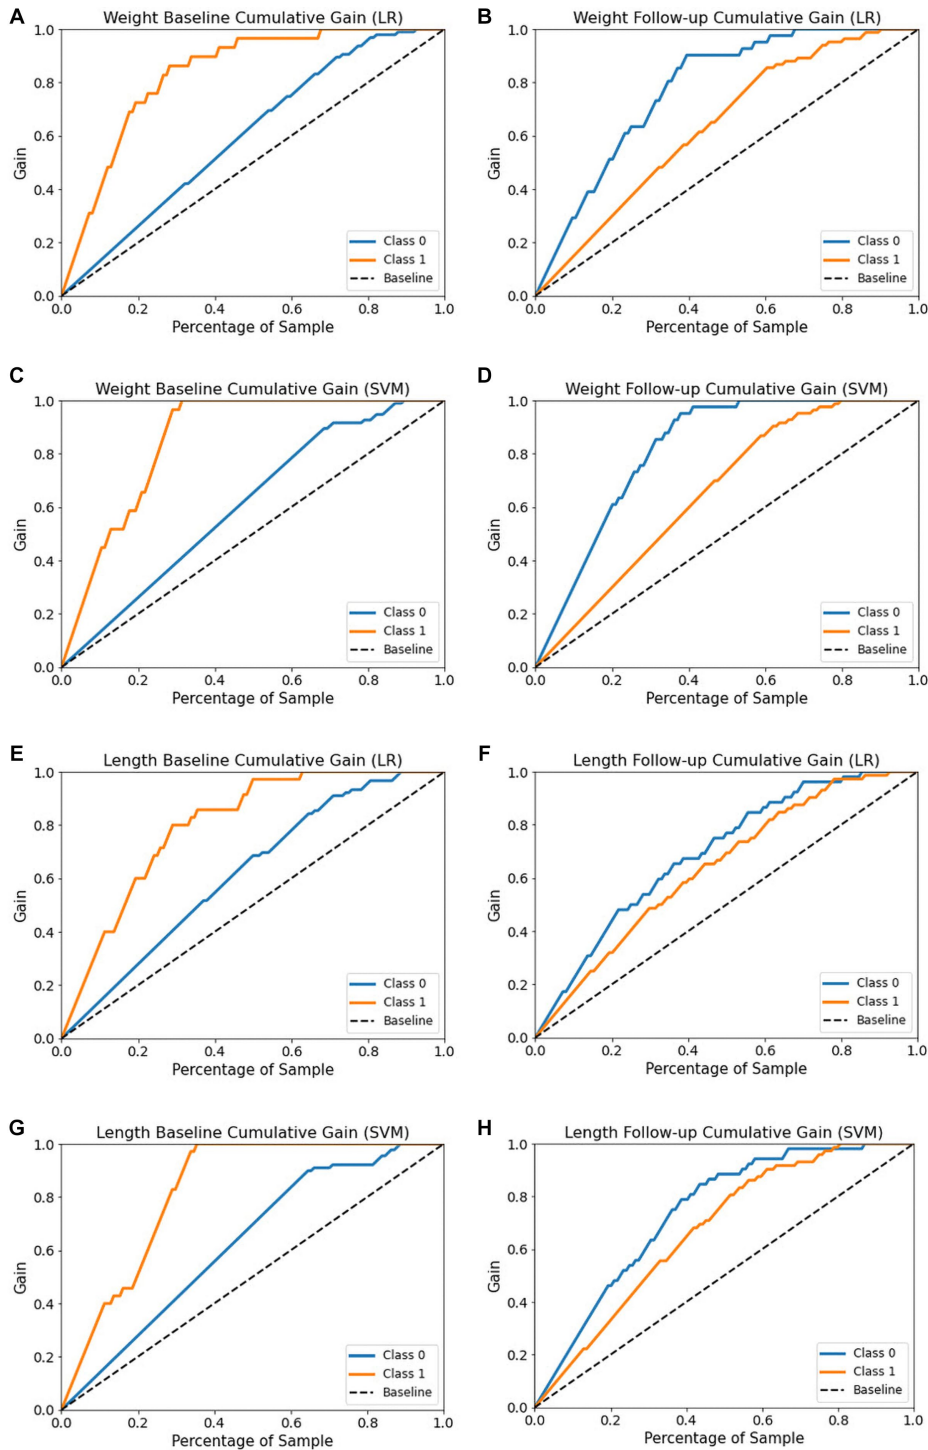 A
Weight Baseline Cumulative Gain (LR)
1.0
0.8
0.6
0.4
0.2
0.0
Gain
0.0 0.2 0.4 0.6 0.8 1.0
Percentage of Sample
Class 0
Class 1
Baseline
B
Weight Follow-up Cumulative Gain (LR)
1.0
0.8
0.6
0.4
0.2
0.0
Gain
0.0 0.2 0.4 0.6 0.8 1.0
Percentage of Sample
Class 0
Class 1
Baseline
C
Weight Baseline Cumulative Gain (SVM)
1.0
0.8
0.6
0.4
0.2
0.0
Gain
0.0 0.2 0.4 0.6 0.8 1.0
Percentage of Sample
Class 0
Class 1
Baseline
D
Weight Follow-up Cumulative Gain (SVM)
1.0
0.8
0.6
0.4
0.2
0.0
Gain
0.0 0.2 0.4 0.6 0.8 1.0
Percentage of Sample
Class 0
Class 1
Baseline
E
Length Baseline Cumulative Gain (LR)
1.0
0.8
0.6
0.4
0.2
0.0
Gain
0.0 0.2 0.4 0.6 0.8 1.0
Percentage of Sample
Class 0
Class 1
Baseline
F
Length Follow-up Cumulative Gain (LR)
1.0
0.8
0.6
0.4
0.2
0.0
Gain
0.0 0.2 0.4 0.6 0.8 1.0
Percentage of Sample
Class 0
Class 1
Baseline
G
Length Baseline Cumulative Gain (SVM)
1.0
0.8
0.6
0.4
0.2
0.0
Gain
0.0 0.2 0.4 0.6 0.8 1.0
Percentage of Sample
Class 0
Class 1
Baseline
H
Length Follow-up Cumulative Gain (SVM)
1.0
0.8
0.6
0.4
0.2
0.0
Gain
0.0 0.2 0.4 0.6 0.8 1.0
Percentage of Sample
Class 0
Class 1
Baseline